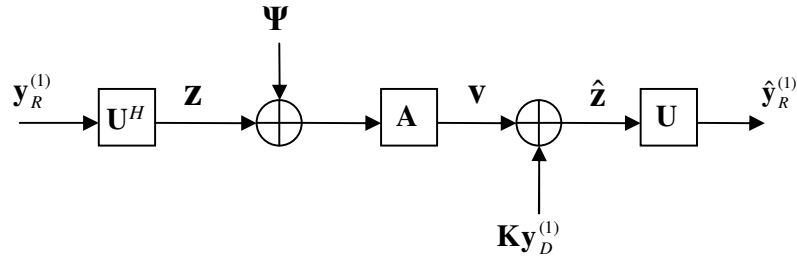 Ψ
y_R^{(1)}
U^H
z
A
v
ẑ
U
ŷ_R^{(1)}
Ky_D^{(1)}